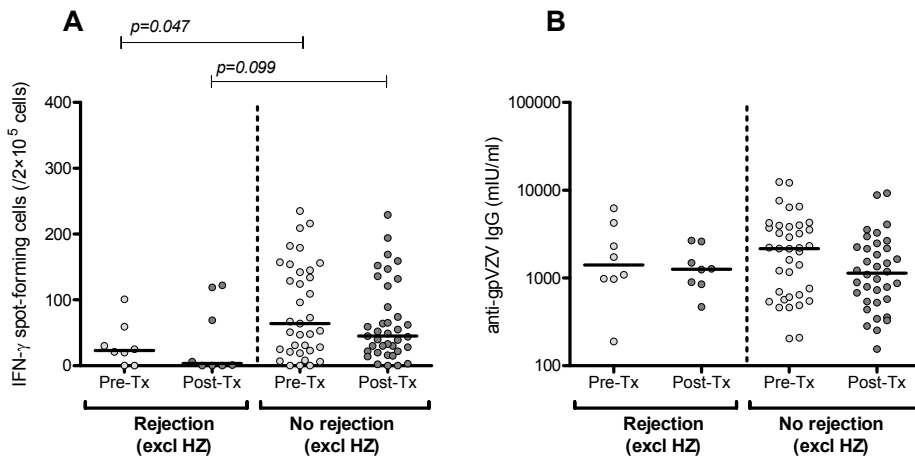 A
p=0.047
p=0.099
IFN-γ spot-forming cells (/2×10⁵ cells)
400
300
200
100
0
Pre-Tx Post-Tx Pre-Tx Post-Tx
Rejection
(excl HZ)
No rejection
(excl HZ)
B
anti-gpVZV IgG (mIU/ml)
100000
10000
1000
100
Pre-Tx Post-Tx Pre-Tx Post-Tx
Rejection
(excl HZ)
No rejection
(excl HZ)